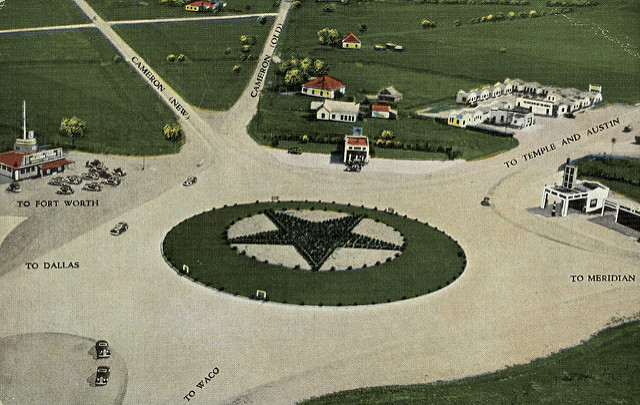 CAMERON (NEW)
CAMERON (OLD)
TO TEMPLE AND AUSTIN
TO FORT WORTH
TO DALLAS
TO MERIDIAN
TO WACO